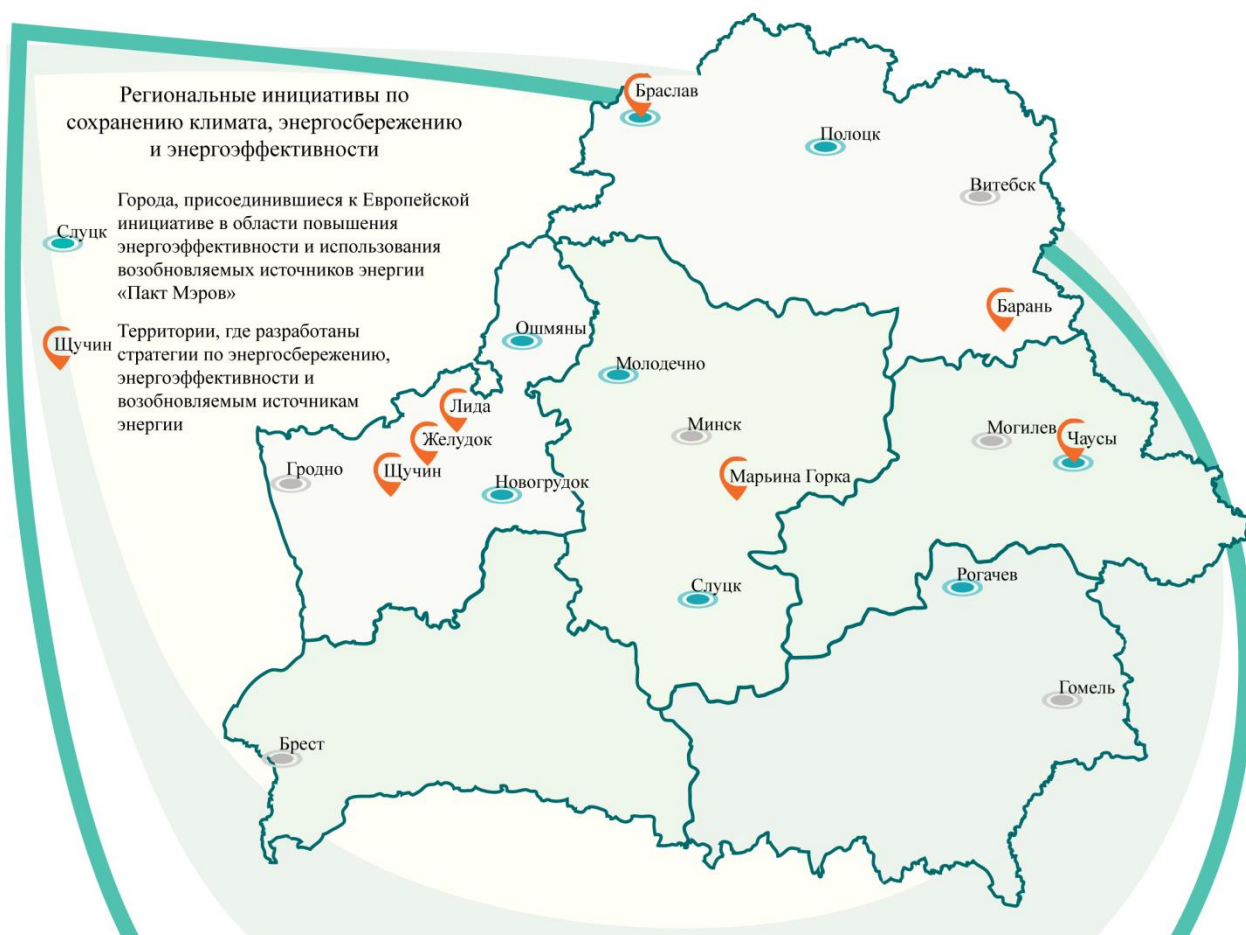 Региональные инициативы по
сохранению климата, энергосбережению
и энергоэффективности
Слуцк
Города, присоединившиеся к Европейской
инициативе в области повышения
энергоэффективности и использования
возобновляемых источников энергии
«Пакт Мэров»
Щучин
Территории, где разработаны
стратегии по энергосбережению,
энергоэффективности и
возобновляемым источникам
энергии
Браслав
Полоцк
Витебск
Барань
Ошмяны
Молодечно
Лида
Минск
Могилев
Чаусы
Желудок
Гродно
Щучин
Новогрудок
Марьина Горка
Слуцк
Рогачев
Гомель
Брест